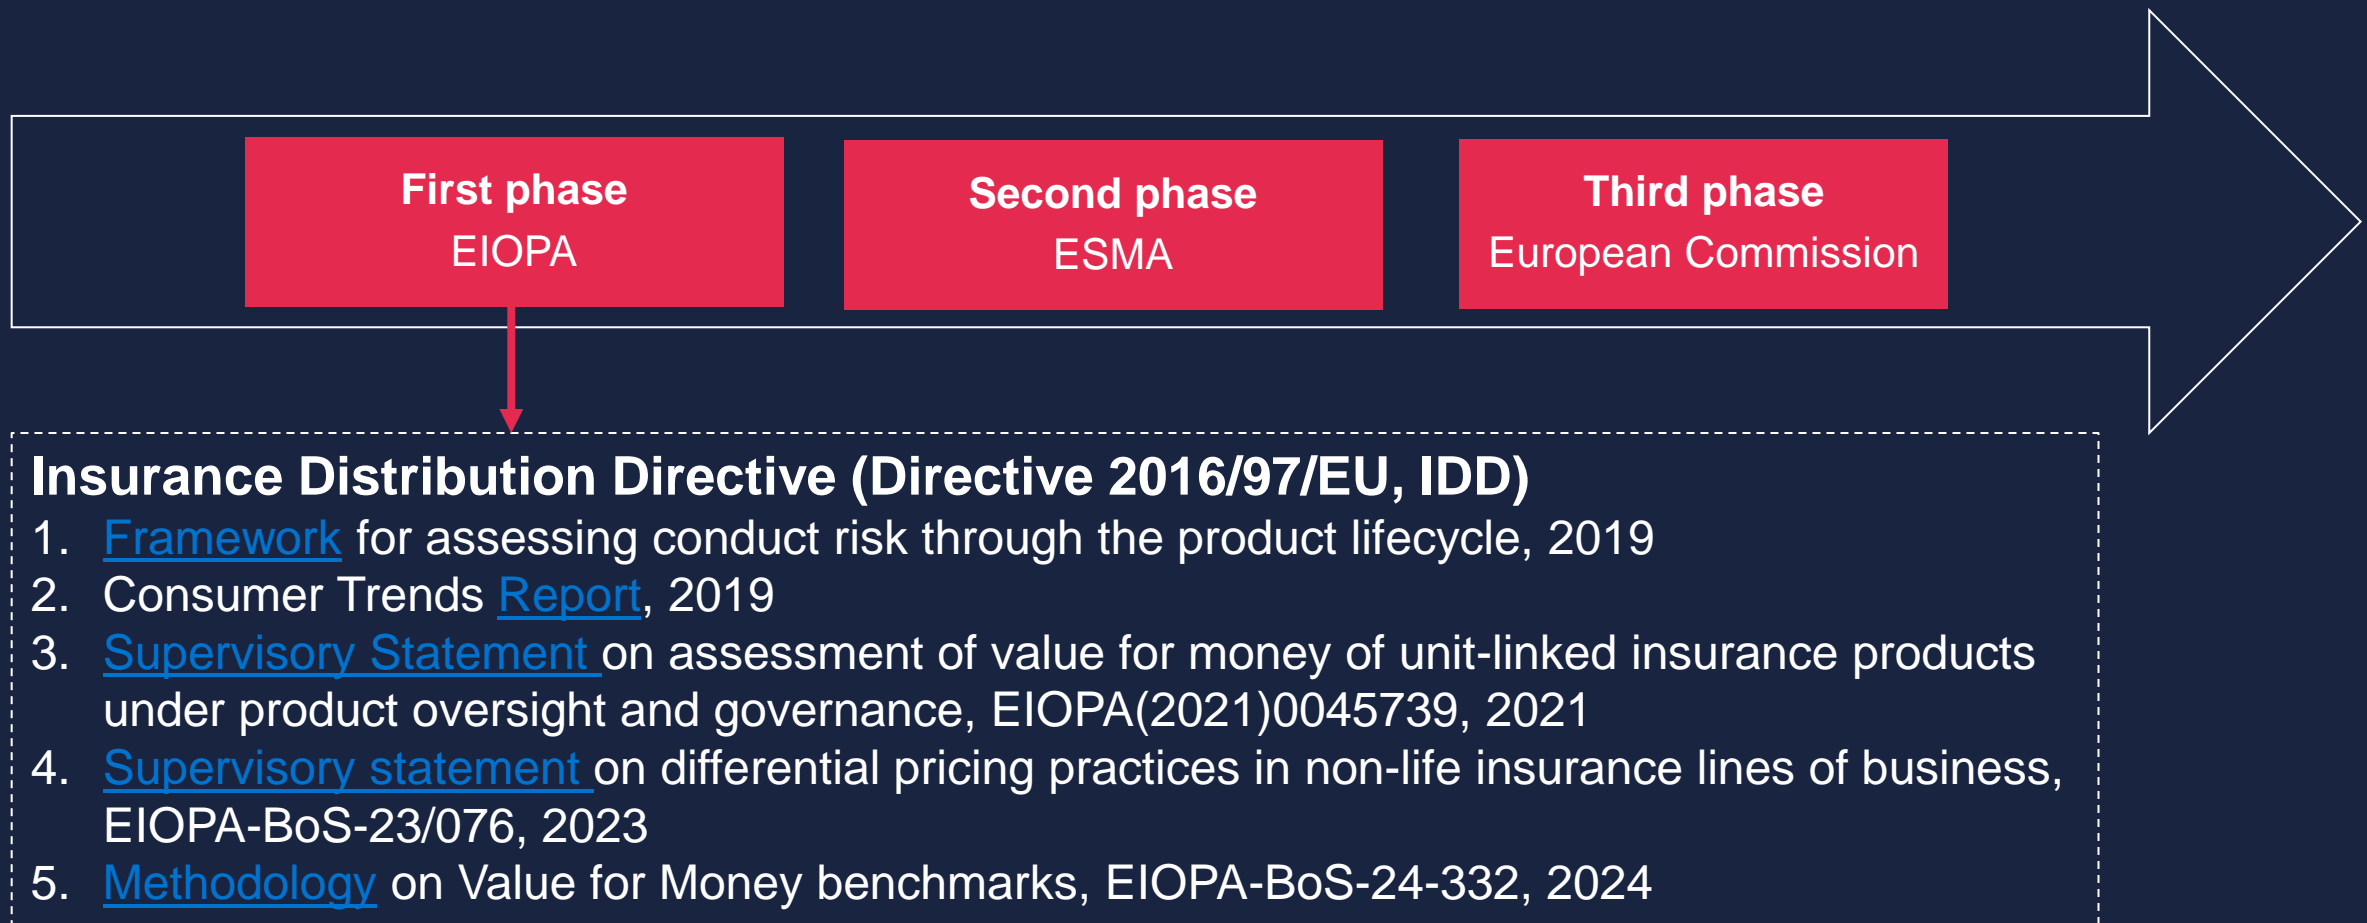 First phase
EIOPA
Second phase
ESMA
Third phase
European Commission
Insurance Distribution Directive (Directive 2016/97/EU, IDD)
1. Framework for assessing conduct risk through the product lifecycle, 2019
2. Consumer Trends Report, 2019
3. Supervisory Statement on assessment of value for money of unit-linked insurance products
under product oversight and governance, EIOPA(2021)0045739, 2021
4. Supervisory statement on differential pricing practices in non-life insurance lines of business,
EIOPA-BoS-23/076, 2023
5. Methodology on Value for Money benchmarks, EIOPA-BoS-24-332, 2024